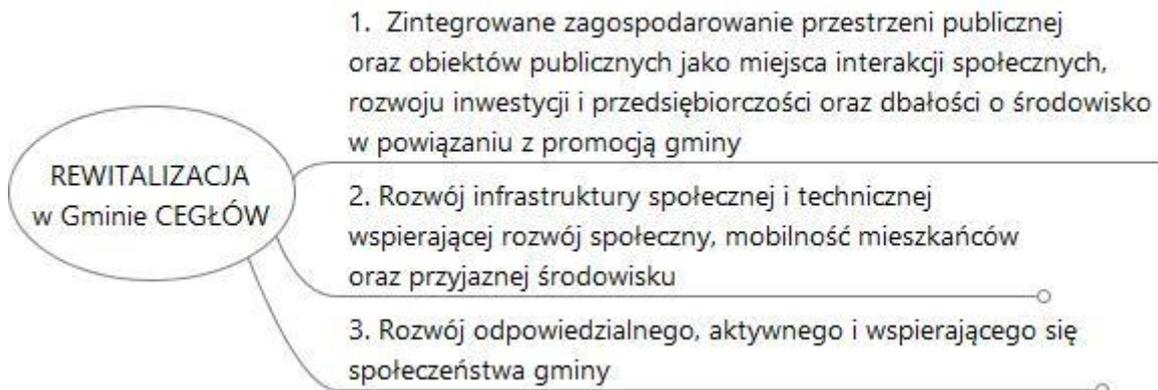 REWITALIZACJA
w Gminie CEGŁÓW
1. Zintegrowane zagospodarowanie przestrzeni publicznej
oraz obiektów publicznych jako miejsca interakcji społecznych,
rozwoju inwestycji i przedsiębiorczości oraz dbałości o środowisko
w powiązaniu z promocją gminy
2. Rozwój infrastruktury społecznej i technicznej
wspierającej rozwój społeczny, mobilność mieszkańców
oraz przyjaznej środowisku
3. Rozwój odpowiedzialnego, aktywnego i wspierającego się
społeczeństwa gminy